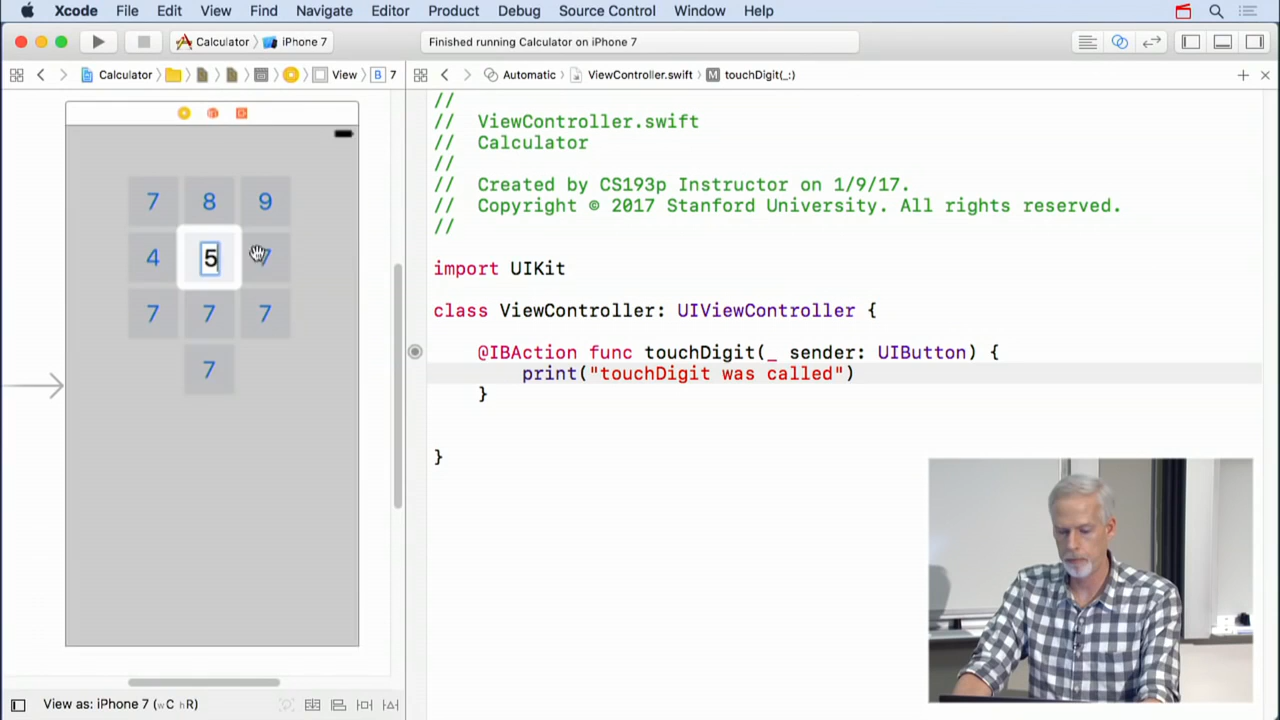 Xcode File Edit View Find Navigate Editor Product Debug Source Control Window Help
Calculator iPhone 7 Finished running Calculator on iPhone 7
Calculator View B 7 Automatic ViewController.swift M touchDigit(_:)
7 8 9
4 5 7
7 7 7
7
//
// ViewController.swift
// Calculator
//
// Created by CS193p Instructor on 1/9/17.
// Copyright © 2017 Stanford University. All rights reserved.
//
import UIKit
class ViewController: UIViewController {
@IBAction func touchDigit(_ sender: UIButton) {
print("touchDigit was called")
}
}
View as: iPhone 7 (wC hR)